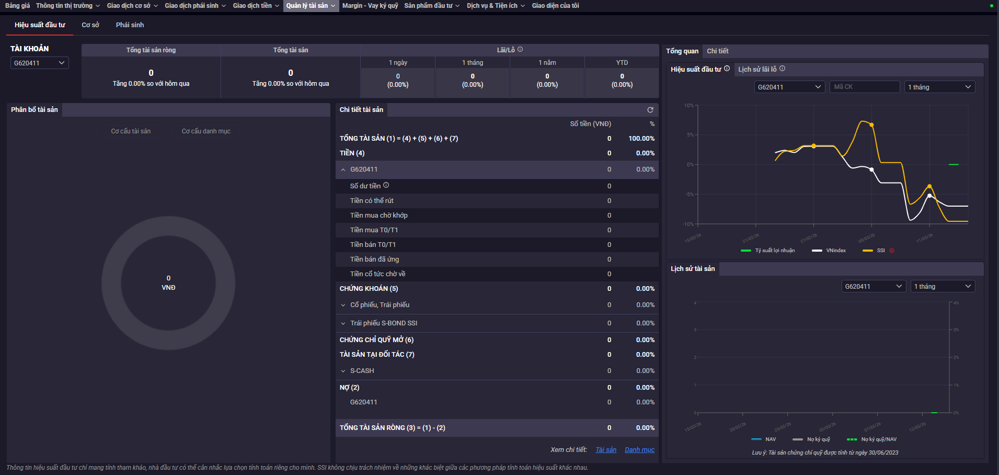 Bảng giá Thông tin thị trường Giao dịch cơ sở Giao dịch phái sinh Giao dịch tiền Quản lý tài sản Margin - Vay ký quỹ Sản phẩm đầu tư Dịch vụ & Tiện ích Giao diện của tôi
Hiệu suất đầu tư Cơ sở Phái sinh
TÀI KHOẢN
G620411
Tổng tài sản ròng Tổng tài sản Lãi/Lỗ
1 ngày 1 tháng 1 năm YTD
0 0 0 0 0 0
Tăng 0.00% so với hôm qua Tăng 0.00% so với hôm qua (0.00%) (0.00%) (0.00%) (0.00%)
Phân bổ tài sản
Cơ cấu tài sản Cơ cấu danh mục
0
VNĐ
Chi tiết tài sản
Số tiền (VNĐ) %
TỔNG TÀI SẢN (1) = (4) + (5) + (6) + (7) 0 100.00%
TIỀN (4) 0 0.00%
G620411 0 0.00%
Số dư tiền 0
Tiền có thể rút 0
Tiền mua chờ khớp 0
Tiền mua T0/T1 0
Tiền bán T0/T1 0
Tiền bán đã ứng 0
Tiền cổ tức chờ về 0
CHỨNG KHOÁN (5) 0 0.00%
Cổ phiếu, Trái phiếu 0 0.00%
Trái phiếu S-BOND SSI 0 0.00%
CHỨNG CHỈ QUỸ MỞ (6) 0 0.00%
TÀI SẢN TẠI ĐỐI TÁC (7) 0 0.00%
S-CASH 0 0.00%
NỢ (2) 0 0.00%
G620411 0 0.00%
TỔNG TÀI SẢN RÒNG (3) = (1) - (2) 0 0.00%
Xem chi tiết: Tài sản Danh mục
Tổng quan Chi tiết
Hiệu suất đầu tư Lịch sử lãi lỗ
G620411 Mã CK 1 tháng
10%
5%
0%
-5%
-10%
15/02/26 21/02/26 27/02/26 05/03/26 11/03/26
Tỷ suất lợi nhuận VNindex SSI
Lịch sử tài sản
G620411 1 tháng
4 4%
3 3%
2 2%
1 1%
0 0%
15/02/26 20/02/26 25/02/26 02/03/26 07/03/26 12/03/26
NAV Nợ ký quỹ Nợ ký quỹ/NAV
Lưu ý: Tài sản chứng chỉ quỹ được tính từ ngày 30/06/2023
Thông tin hiệu suất đầu tư chỉ mang tính tham khảo, nhà đầu tư có thể cân nhắc lựa chọn tính toán riêng cho mình. SSI không chịu trách nhiệm về những khác biệt giữa các phương pháp tính toán hiệu suất khác nhau.